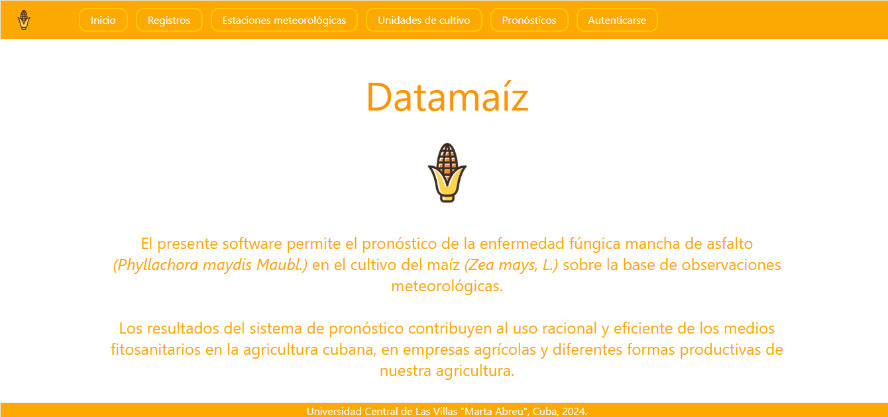 Inicio Registros Estaciones meteorológicas Unidades de cultivo Pronósticos Autenticarse
Datamaíz
El presente software permite el pronóstico de la enfermedad fúngica mancha de asfalto
(Phyllachora maydis Maubl.) en el cultivo del maíz (Zea mays, L.) sobre la base de observaciones
meteorológicas.
Los resultados del sistema de pronóstico contribuyen al uso racional y eficiente de los medios
fitosanitarios en la agricultura cubana, en empresas agrícolas y diferentes formas productivas de
nuestra agricultura.
Universidad Central de Las Villas "Marta Abreu", Cuba, 2024.